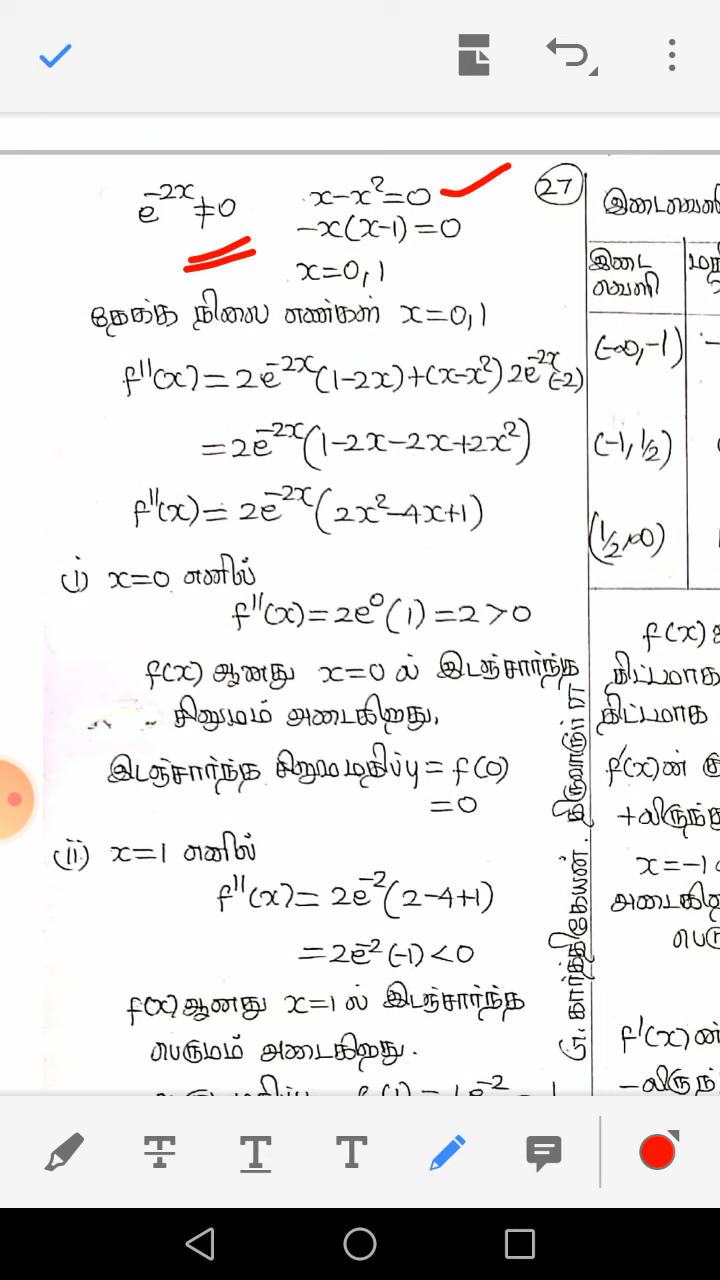 e⁻²ˣ≠0
x-x²=0
-x(x-1)=0
x=0,1
தேக்க நிலை எண்கள் x=0,1
f''(x)=2e⁻²ˣ(1-2x)+(x-x²)2e⁻²ˣ(-2)
=2e⁻²ˣ(1-2x-2x+2x²)
f''(x)=2e⁻²ˣ(2x²-4x+1)
i) x=0 எனில்
f''(x)=2e⁰(1)=2>0
f(x) ஆனது x=0 ல் இடஞ்சார்ந்த
சிறுமம் அடைகிறது.
இடஞ்சார்ந்த சிறும மதிப்பு=f(0)
=0
ii) x=1 எனில்
f''(x)=2e⁻²(2-4+1)
=2e⁻²(-1)<0
f(x) ஆனது x=1 ல் இடஞ்சார்ந்த
பெருமம் அடைகிறது.
27
இடைவெளி
இடை
வெளி
(-∞,-1)
(-1,1/2)
(1/2,∞)
f(x)
திட்டமாக
திட்டமாக
f'(x)ன்
x=-1
f'(x)ன்
கார்த்திகேயன். திருவாரூர்
T
T
T